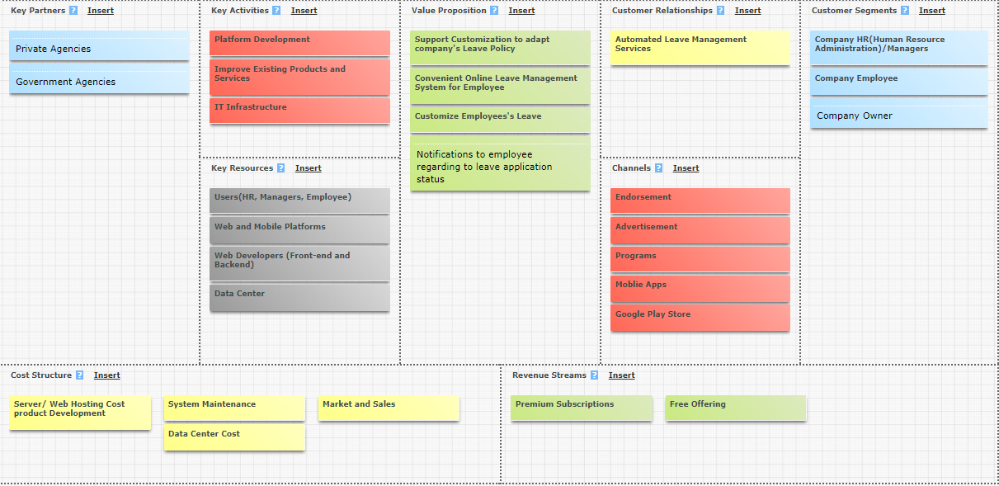 Key Partners ? Insert
Private Agencies
Government Agencies
Key Activities ? Insert
Platform Development
Improve Existing Products and
Services
IT Infrastructure
Key Resources ? Insert
Users(HR, Managers, Employee)
Web and Mobile Platforms
Web Developers (Front-end and
Backend)
Data Center
Value Proposition ? Insert
Support Customization to adapt
company's Leave Policy
Convenient Online Leave Management
System for Employee
Customize Employees's Leave
Notifications to employee
regarding to leave application
status
Customer Relationships ? Insert
Automated Leave Management
Services
Channels ? Insert
Endorsement
Advertisement
Programs
Moblie Apps
Google Play Store
Customer Segments ? Insert
Company HR(Human Resource
Administration)/Managers
Company Employee
Company Owner
Cost Structure ? Insert
Server/ Web Hosting Cost
product Development
System Maintenance
Market and Sales
Data Center Cost
Revenue Streams ? Insert
Premium Subscriptions
Free Offering